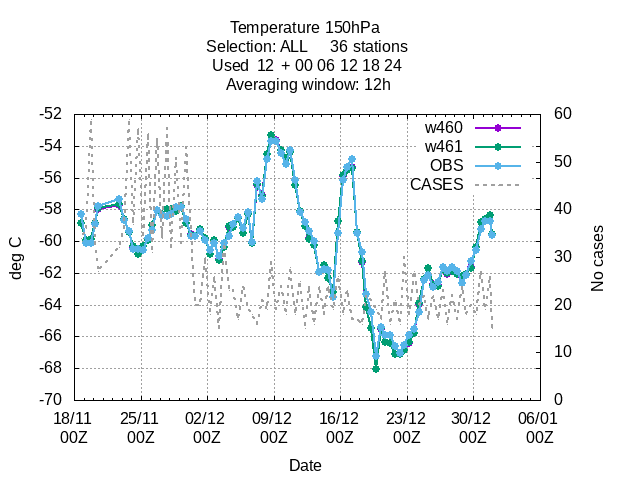 Temperature 150hPa
Selection: ALL 36 stations
Used 12 + 00 06 12 18 24
Averaging window: 12h
-52
-54
-56
-58
-60
-62
-64
-66
-68
-70
deg C
w460
w461
OBS
CASES
60
50
40
30
20
10
0
No cases
18/11 25/11 02/12 09/12 16/12 23/12 30/12 06/01
00Z 00Z 00Z 00Z 00Z 00Z 00Z 00Z
Date